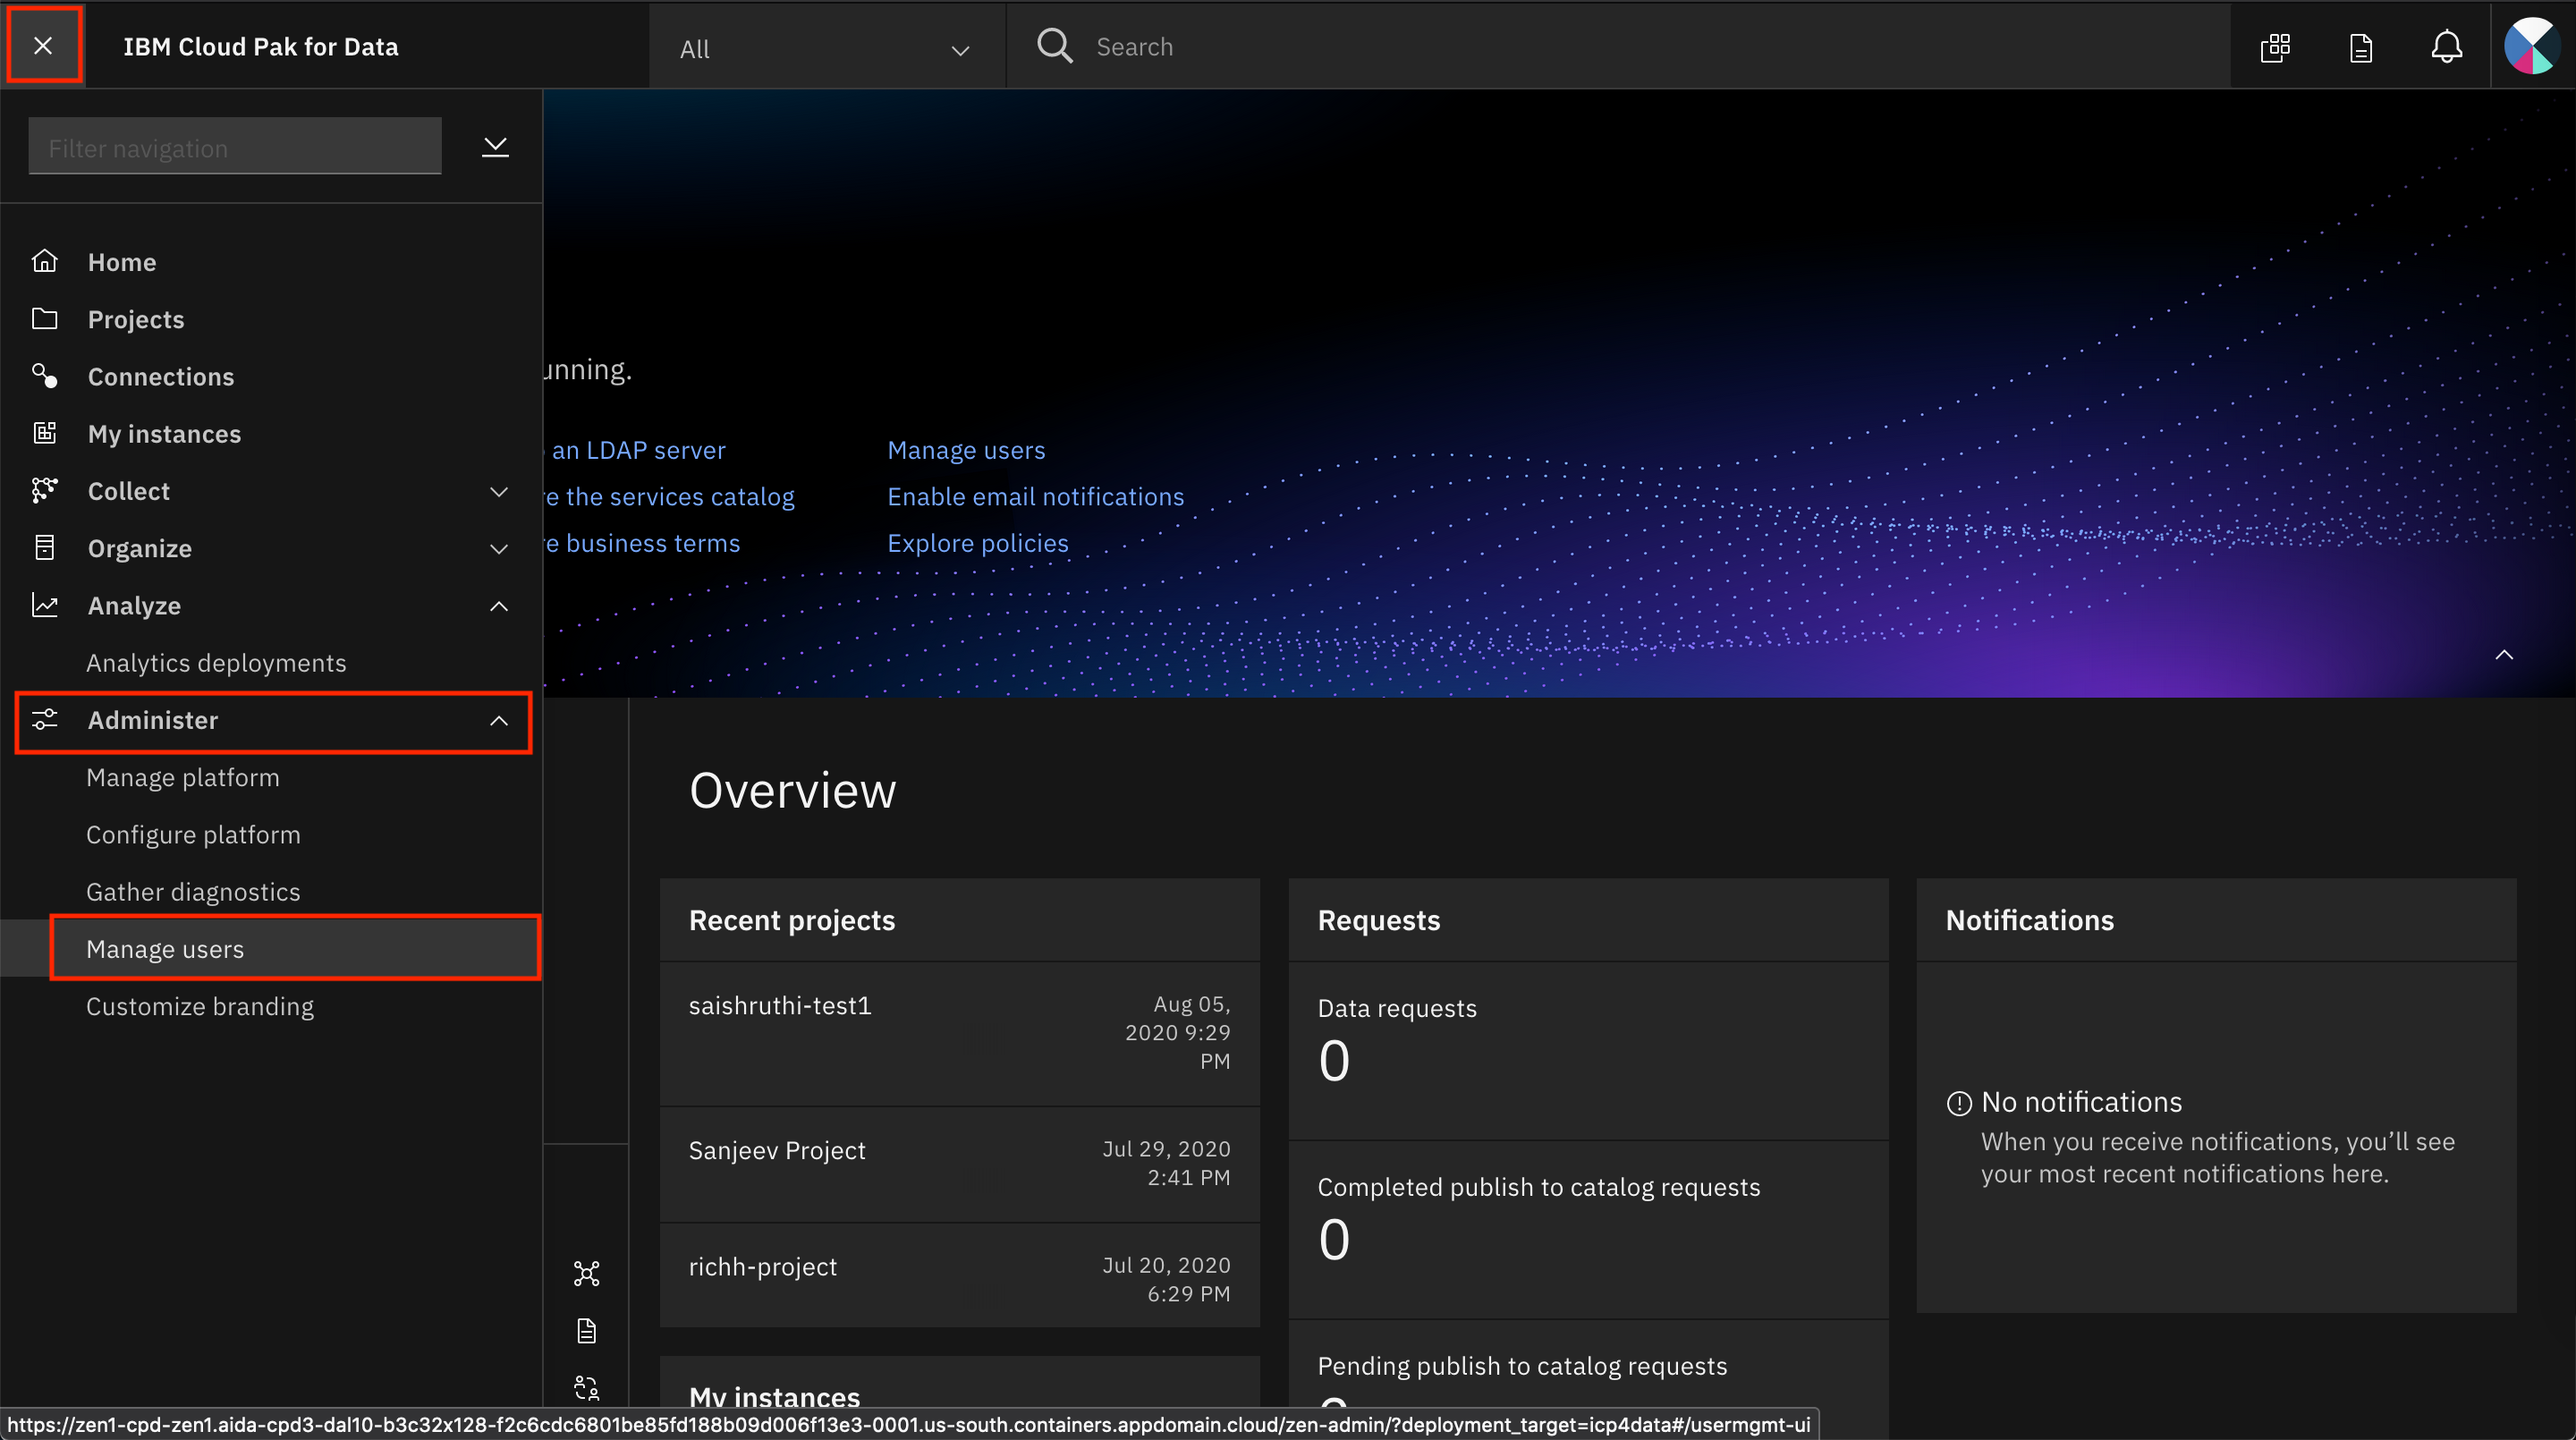 IBM Cloud Pak for Data
All
Search
Filter navigation
Home
Projects
Connections
My instances
Collect
Organize
Analyze
Analytics deployments
Administer
Manage platform
Configure platform
Gather diagnostics
Manage users
Customize branding
unning.
an LDAP server
Manage users
re the services catalog
Enable email notifications
re business terms
Explore policies
Overview
Recent projects
saishruthi-test1
Aug 05,
2020 9:29
PM
Sanjeev Project
Jul 29, 2020
2:41 PM
richh-project
Jul 20, 2020
6:29 PM
My instances
Requests
Data requests
0
Completed publish to catalog requests
0
Pending publish to catalog requests
Notifications
No notifications
When you receive notifications, you’ll see
your most recent notifications here.
https://zen1-cpd-zen1.aida-cpd3-dal10-b3c32x128-f2c6cdc6801be85fd188b09d006f13e3-0001.us-south.containers.appdomain.cloud/zen-admin/?deployment_target=icp4data#/usermgmt-ui